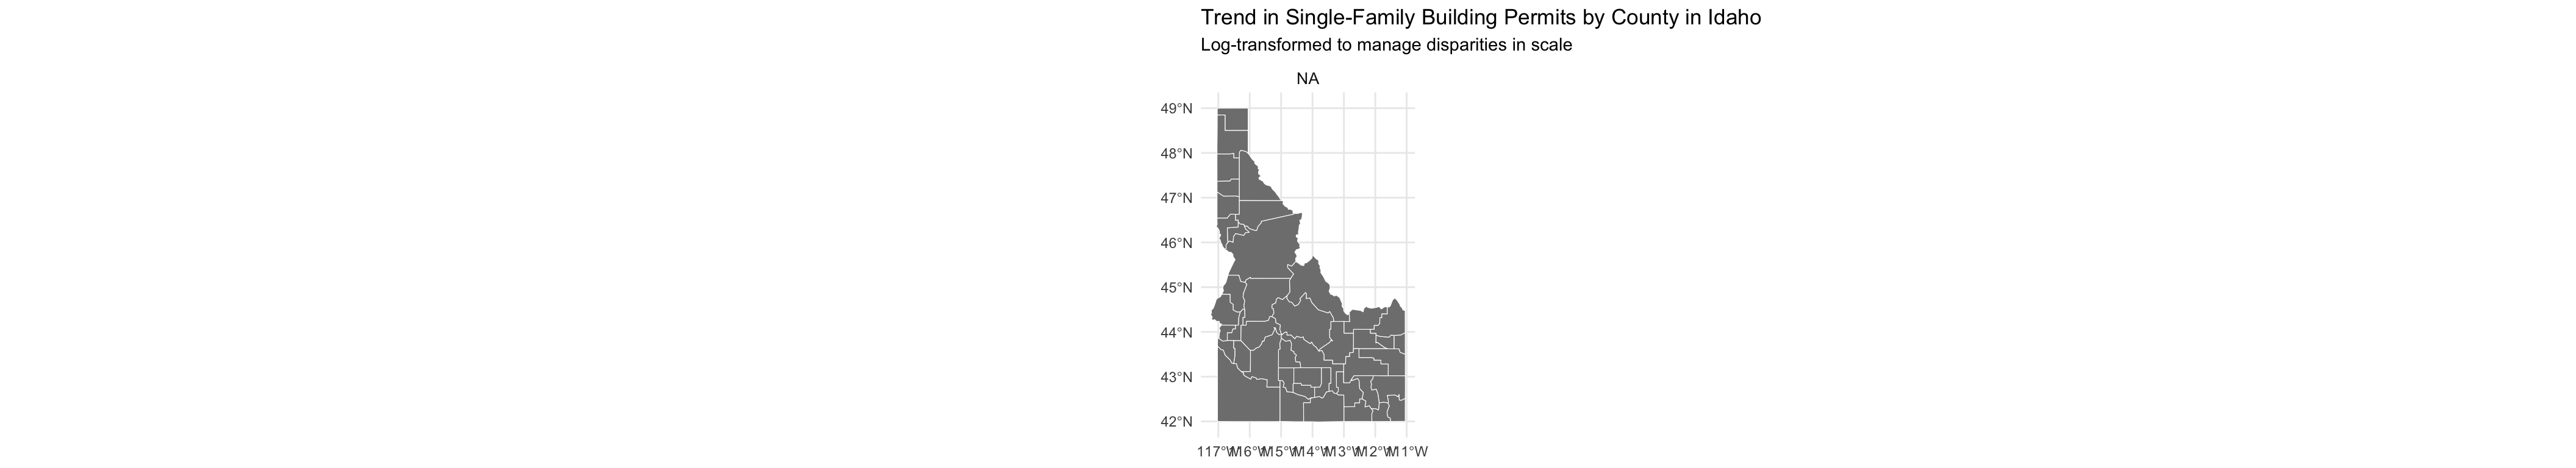 Trend in Single-Family Building Permits by County in Idaho
Log-transformed to manage disparities in scale
NA
49°N
48°N
47°N
46°N
45°N
44°N
43°N
42°N
117°W 116°W 115°W 114°W 113°W 112°W 111°W